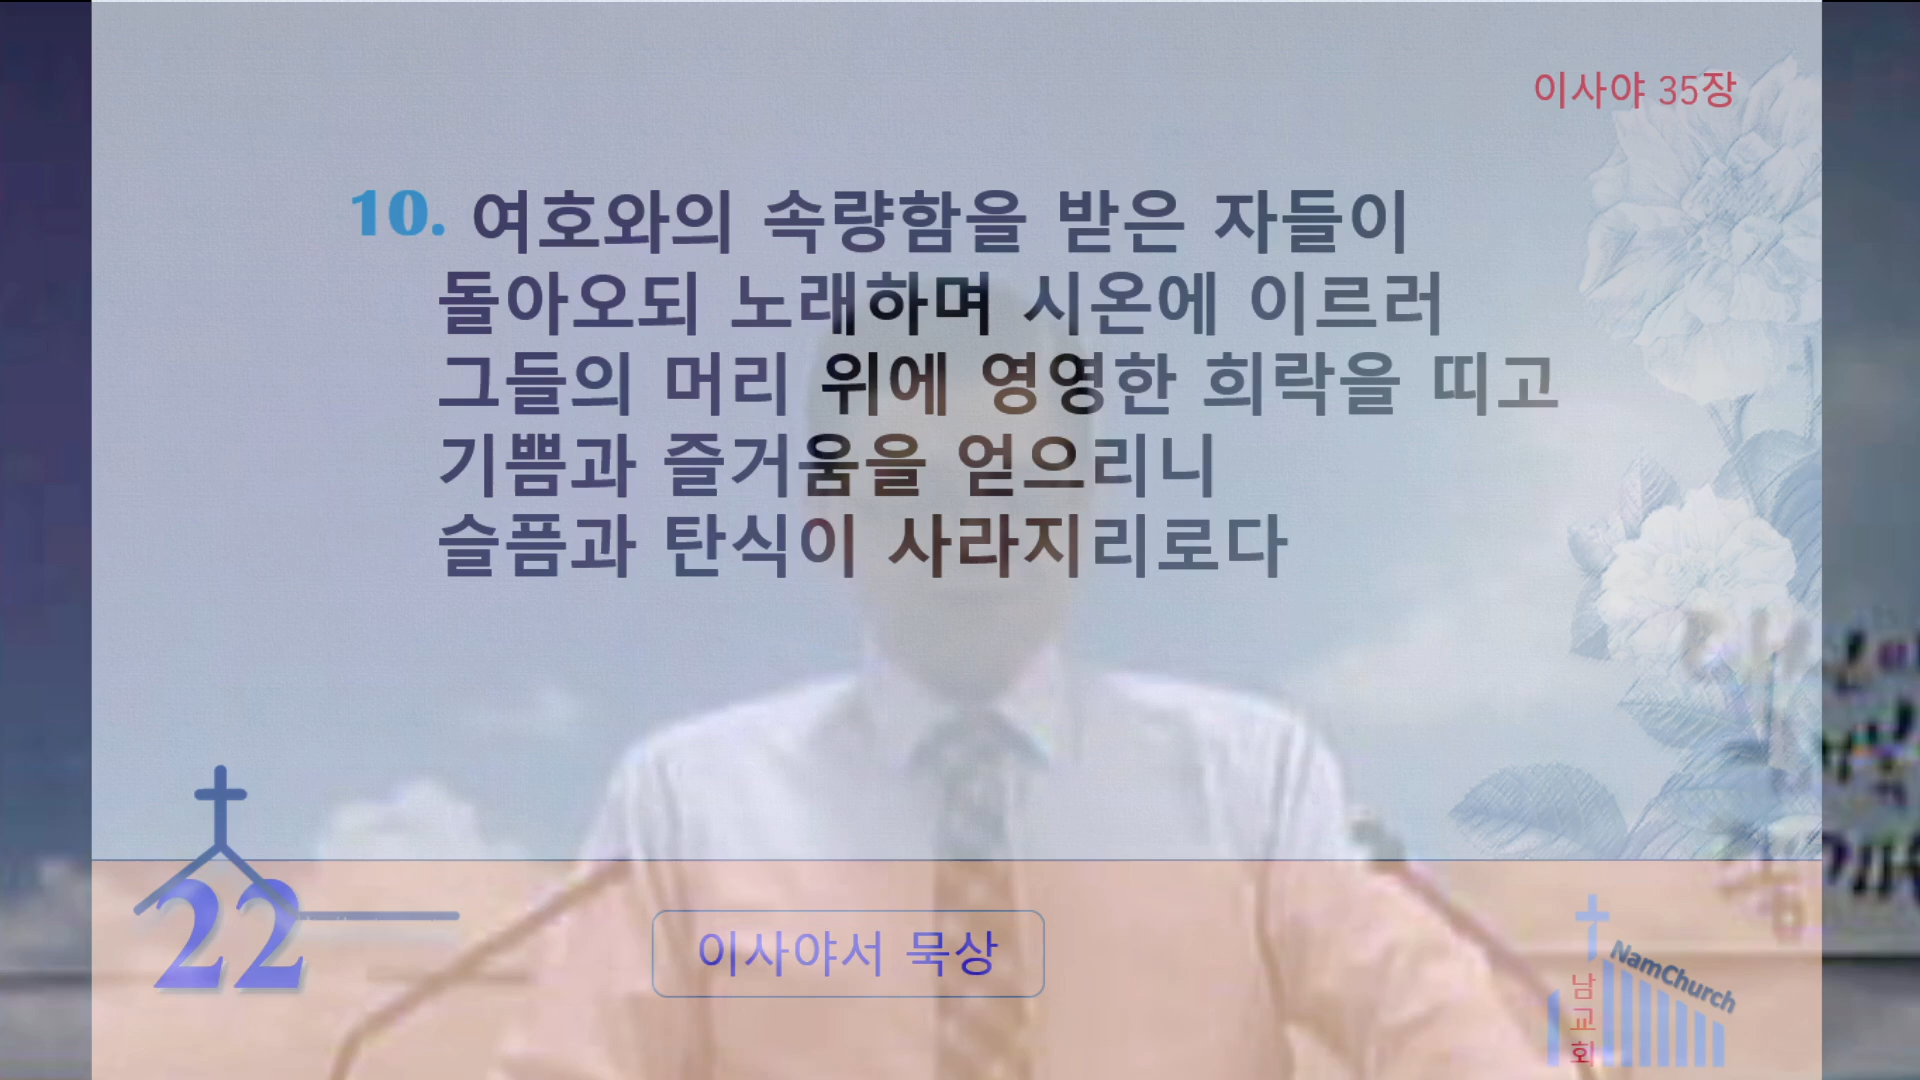 이사야 35장
10. 여호와의 속량함을 받은 자들이
돌아오되 노래하며 시온에 이르러
그들의 머리 위에 영영한 희락을 띠고
기쁨과 즐거움을 얻으리니
슬픔과 탄식이 사라지리로다
22
이사야서 묵상
NamChurch
남교회